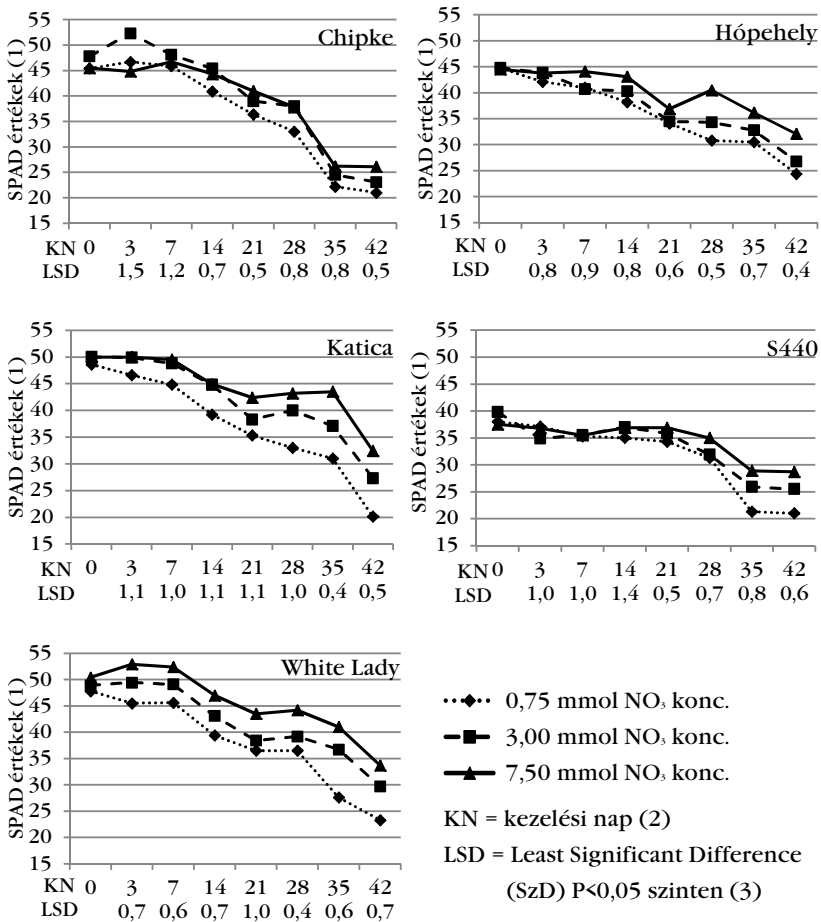 Chipke
SPAD értékek (1)
55
50
45
40
35
30
25
20
15
KN 0 3 7 14 21 28 35 42
LSD 1,5 1,2 0,7 0,5 0,8 0,8 0,5
Hópehely
SPAD értékek (1)
55
50
45
40
35
30
25
20
15
KN 0 3 7 14 21 28 35 42
LSD 0,8 0,9 0,8 0,6 0,5 0,7 0,4
Katica
SPAD értékek (1)
55
50
45
40
35
30
25
20
15
KN 0 3 7 14 21 28 35 42
LSD 1,1 1,0 1,1 1,1 1,0 0,4 0,5
S440
SPAD értékek (1)
55
50
45
40
35
30
25
20
15
KN 0 3 7 14 21 28 35 42
LSD 1,0 1,0 1,4 0,5 0,7 0,8 0,6
White Lady
SPAD értékek (1)
55
50
45
40
35
30
25
20
15
KN 0 3 7 14 21 28 35 42
LSD 0,7 0,6 0,7 1,0 0,4 0,6 0,7
0,75 mmol NO₃ konc.
3,00 mmol NO₃ konc.
7,50 mmol NO₃ konc.
KN = kezelési nap (2)
LSD = Least Significant Difference
(SzD) P<0,05 szinten (3)